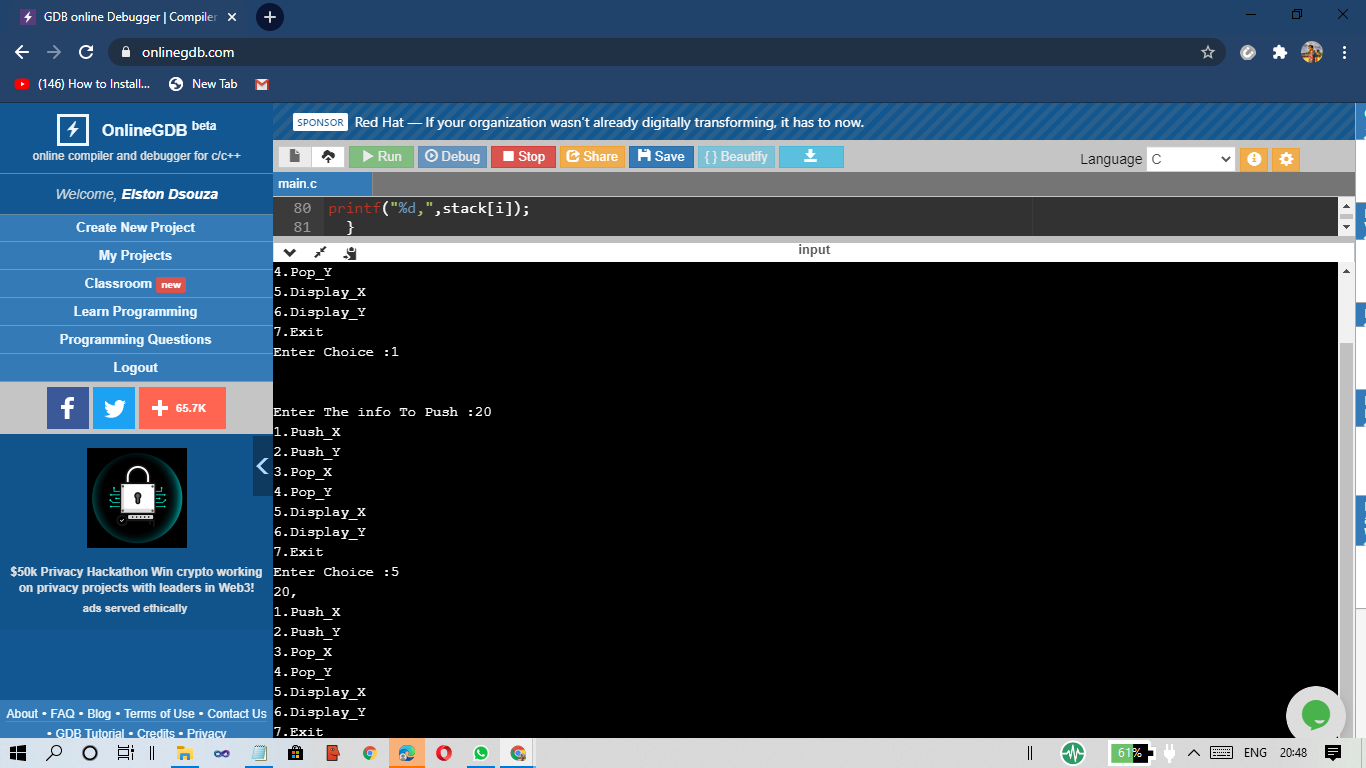 GDB online Debugger | Compiler
onlinegdb.com
(146) How to Install... New Tab
OnlineGDB beta
online compiler and debugger for c/c++
Welcome, Elston Dsouza
Create New Project
My Projects
Classroom new
Learn Programming
Programming Questions
Logout
65.7K
$50k Privacy Hackathon Win crypto working
on privacy projects with leaders in Web3!
ads served ethically
About • FAQ • Blog • Terms of Use • Contact Us
• GDB Tutorial • Credits • Privacy
SPONSOR Red Hat — If your organization wasn't already digitally transforming, it has to now.
Run Debug Stop Share Save { } Beautify Language C
main.c
80 printf("%d,",stack[i]);
81 }
input
4.Pop_Y
5.Display_X
6.Display_Y
7.Exit
Enter Choice :1
Enter The info To Push :20
1.Push_X
2.Push_Y
3.Pop_X
4.Pop_Y
5.Display_X
6.Display_Y
7.Exit
Enter Choice :5
20,
1.Push_X
2.Push_Y
3.Pop_X
4.Pop_Y
5.Display_X
6.Display_Y
7.Exit
61% ENG 20:48